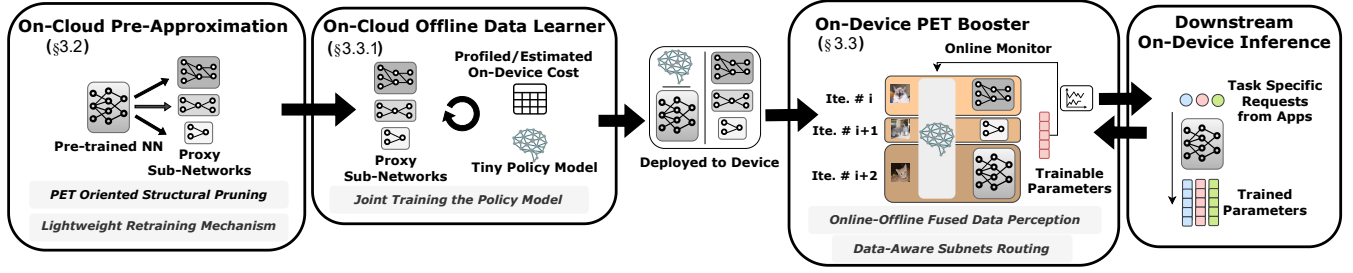 On-Cloud Pre-Approximation
(§3.2)
Pre-trained NN
Proxy
Sub-Networks
PET Oriented Structural Pruning
Lightweight Retraining Mechanism
On-Cloud Offline Data Learner
(§3.3.1)
Profiled/Estimated
On-Device Cost
Proxy
Sub-Networks
Tiny Policy Model
Joint Training the Policy Model
Deployed to Device
On-Device PET Booster
(§3.3)
Online Monitor
Ite. # i
Ite. # i+1
Ite. # i+2
Trainable
Parameters
Online-Offline Fused Data Perception
Data-Aware Subnets Routing
Downstream
On-Device Inference
Task Specific
Requests
from Apps
Trained
Parameters